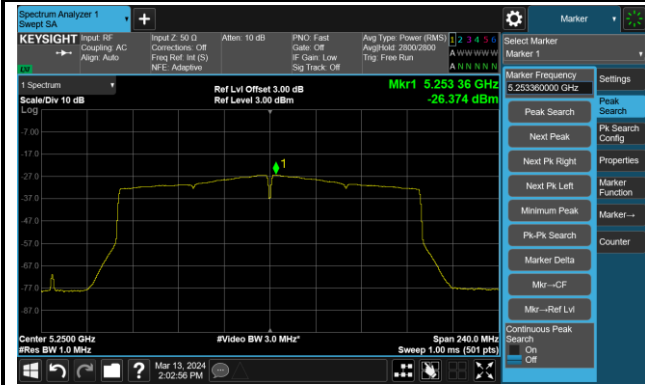 Spectrum Analyzer 1
Swept SA
+
Marker
KEYSIGHT
Input: RF
Coupling: AC
Align: Auto
Input Z: 50 Ω
Corrections: Off
Freq Ref: Int (S)
NFE: Adaptive
Atten: 10 dB
PNO: Fast
Gate: Off
IF Gain: Low
Sig Track: Off
Avg Type: Power (RMS)
Avg|Hold: 2800/2800
Trig: Free Run
1 2 3 4 5 6
A W W W W W
A N N N N N
Select Marker
Marker 1
1 Spectrum
Scale/Div 10 dB
Log
Ref Lvl Offset 3.00 dB
Ref Level 3.00 dBm
Mkr1 5.253 36 GHz
-26.374 dBm
1
-7.00
-17.0
-27.0
-37.0
-47.0
-57.0
-67.0
-77.0
-87.0
Center 5.2500 GHz
#Res BW 1.0 MHz
#Video BW 3.0 MHz*
Span 240.0 MHz
Sweep 1.00 ms (501 pts)
Marker Frequency
5.253360000 GHz
Peak Search
Next Peak
Next Pk Right
Next Pk Left
Minimum Peak
Pk-Pk Search
Marker Delta
Mkr→CF
Mkr→Ref Lvl
Continuous Peak
Search
On
Off
Settings
Peak
Search
Pk Search
Config
Properties
Marker
Function
Marker→
Counter
?
Mar 13, 2024
2:02:56 PM